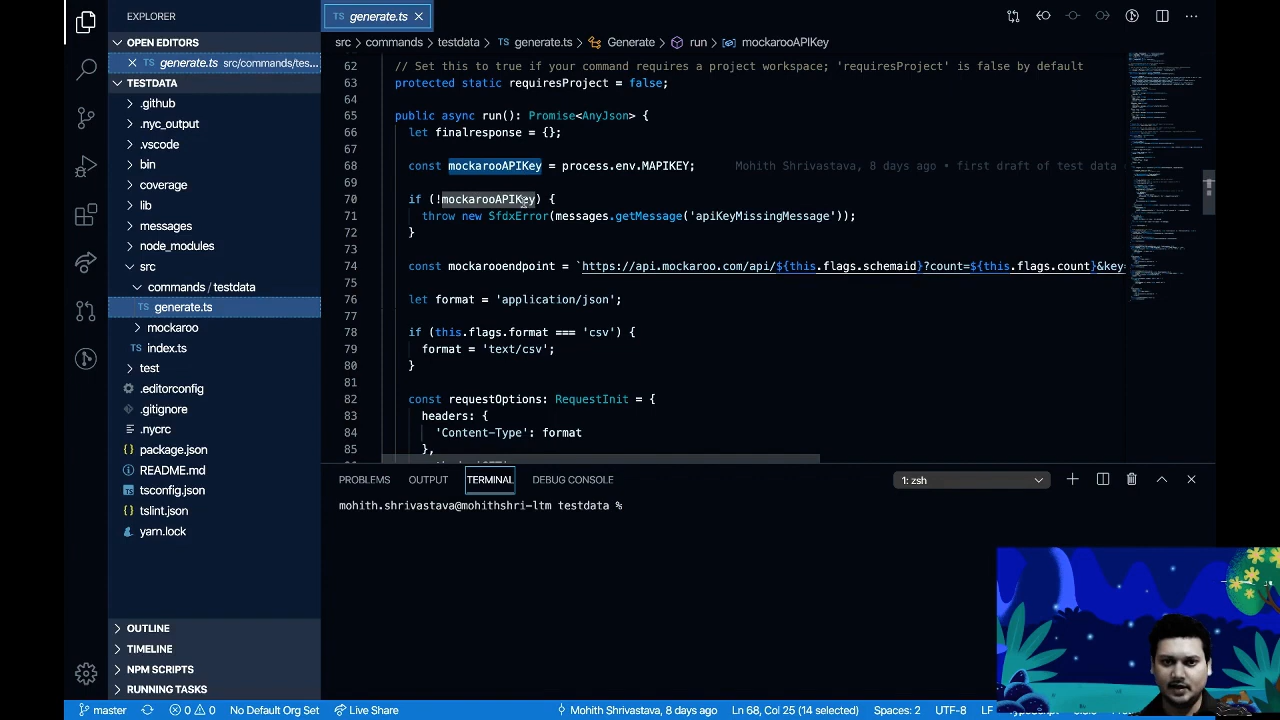 EXPLORER
TS generate.ts
OPEN EDITORS
TS generate.ts src/commands/tes...
src > commands > testdata > TS generate.ts > Generate > run > mockarooAPIKey
TESTDATA
.github
.nyc_output
.vscode
bin
coverage
lib
messages
node_modules
src
commands / testdata
TS generate.ts
mockaroo
TS index.ts
test
.editorconfig
.gitignore
.nycrc
package.json
README.md
tsconfig.json
tslint.json
yarn.lock
OUTLINE
TIMELINE
NPM SCRIPTS
RUNNING TASKS
62 // Set this to true if your command requires a project workspace; 'requiresProject' is false by default
63 protected static requiresProject = false;
64
65 public async run(): Promise<AnyJson> {
66 let finalresponse = {};
67
68 const mockarooAPIKey = process.env.MAPIKEY; Mohith Shrivastava, 8 days ago • first draft of test data
69
70 if (!mockarooAPIKey) {
71 throw new SfdxError(messages.getMessage('apiKeyMissingMessage'));
72 }
73
74 const = `https://api.mockaroo.com/api/${this.flags.schemaid}?count=${this.flags.count}&key
75
76 let format = 'application/json';
77
78 if (this.flags.format === 'csv') {
79 format = 'text/csv';
80 }
81
82 const requestOptions: RequestInit = {
83 headers: {
84 'Content-Type': format
85 },
PROBLEMS OUTPUT TERMINAL DEBUG CONSOLE 1: zsh
mohith.shrivastava@mohithshri-ltm testdata %
master 0 0 No Default Org Set Live Share Mohith Shrivastava, 8 days ago Ln 68, Col 25 (14 selected) Spaces: 2 UTF-8 LF TypeScript